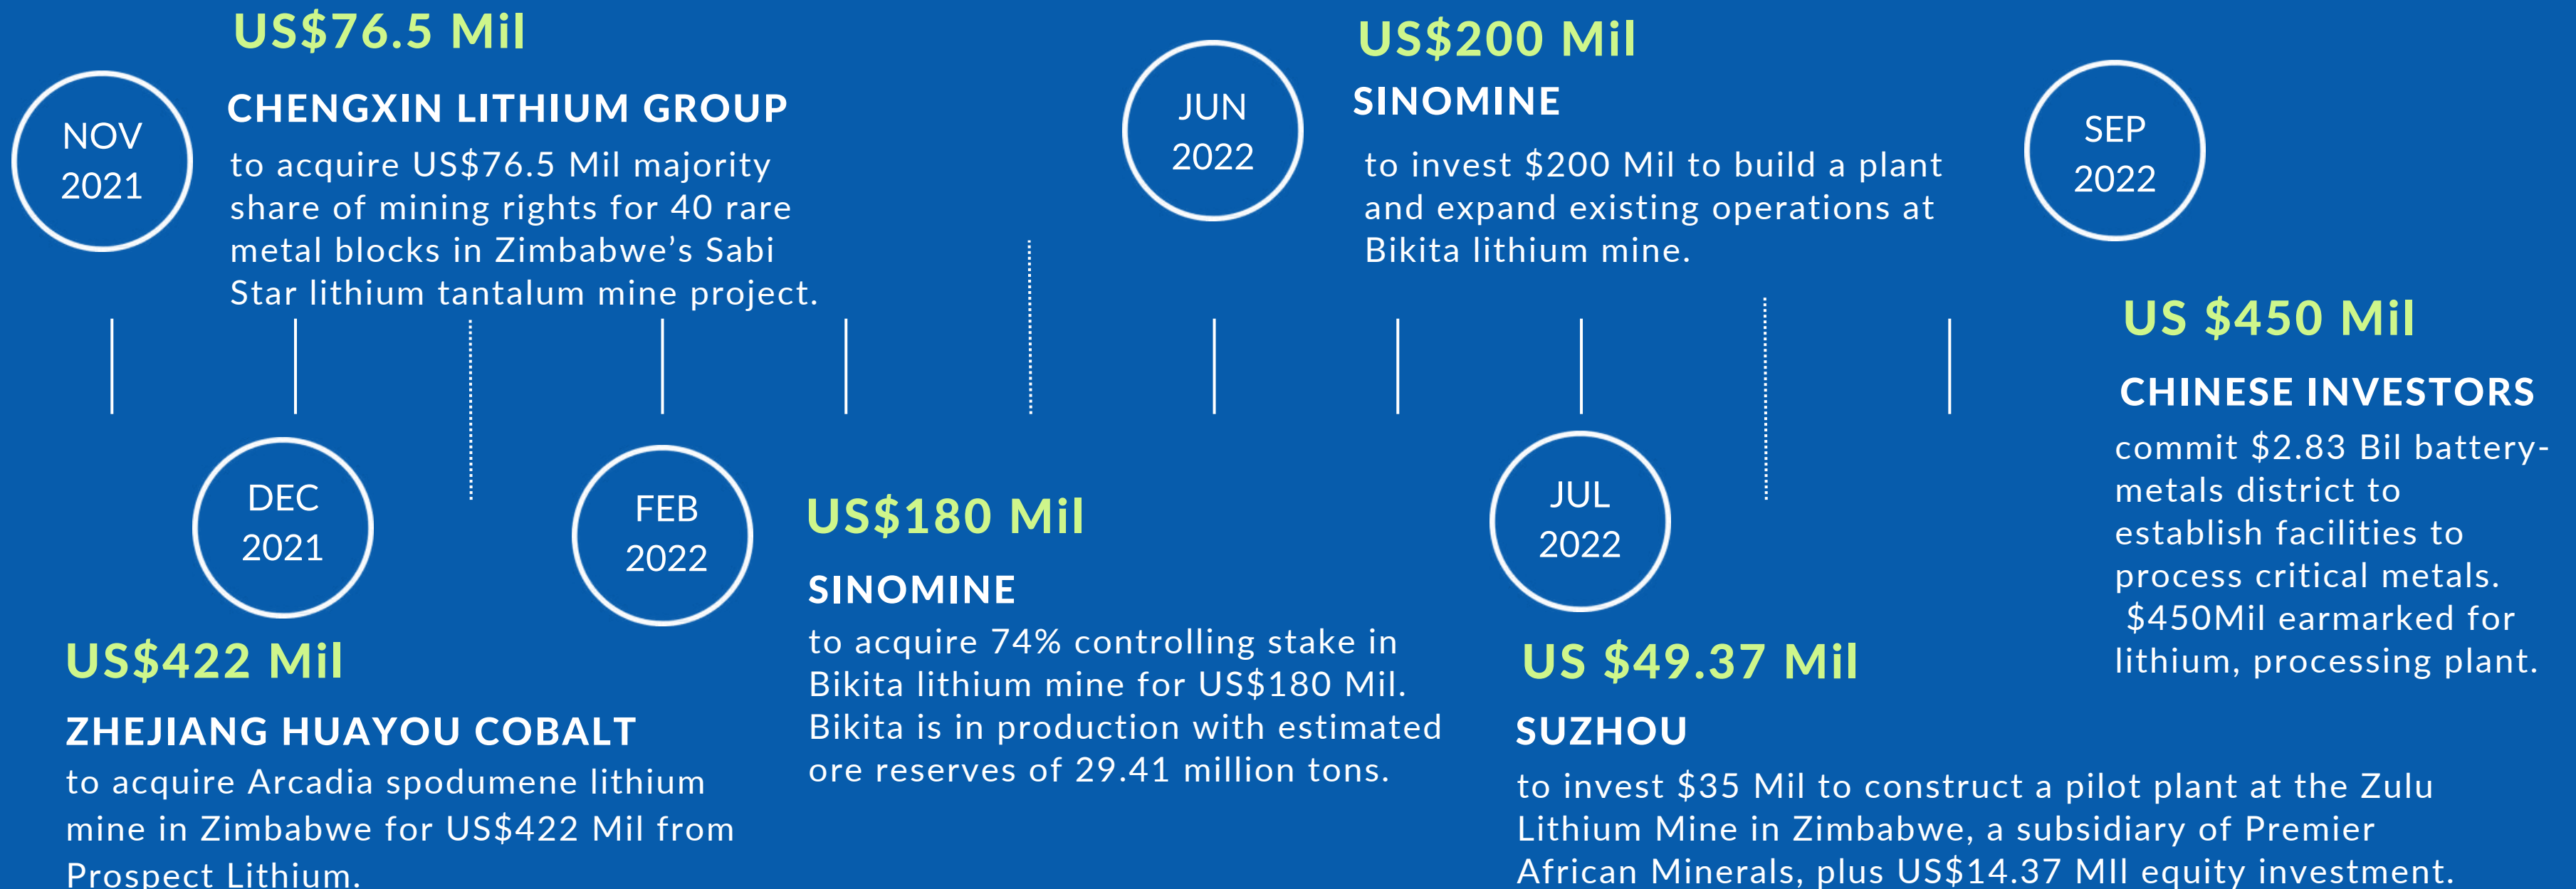 NOV
2021
US$76.5 Mil
CHENGXIN LITHIUM GROUP
to acquire US$76.5 Mil majority
share of mining rights for 40 rare
metal blocks in Zimbabwe’s Sabi
Star lithium tantalum mine project.
DEC
2021
US$422 Mil
ZHEJIANG HUAYOU COBALT
to acquire Arcadia spodumene lithium
mine in Zimbabwe for US$422 Mil from
Prospect Lithium.
FEB
2022
US$180 Mil
SINOMINE
to acquire 74% controlling stake in
Bikita lithium mine for US$180 Mil.
Bikita is in production with estimated
ore reserves of 29.41 million tons.
JUN
2022
US$200 Mil
SINOMINE
to invest $200 Mil to build a plant
and expand existing operations at
Bikita lithium mine.
JUL
2022
US $49.37 Mil
SUZHOU
to invest $35 Mil to construct a pilot plant at the Zulu
Lithium Mine in Zimbabwe, a subsidiary of Premier
African Minerals, plus US$14.37 MIl equity investment.
SEP
2022
US $450 Mil
CHINESE INVESTORS
commit $2.83 Bil battery-
metals district to
establish facilities to
process critical metals.
$450Mil earmarked for
lithium, processing plant.